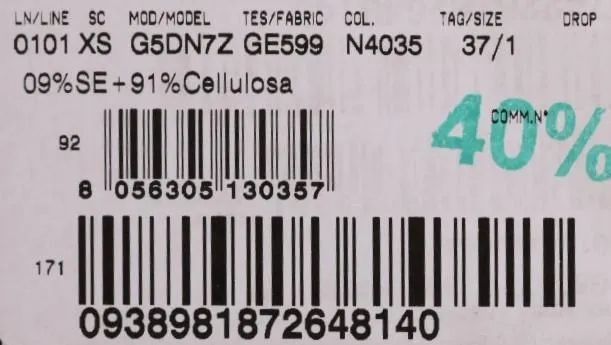 LN/LINE SC MOD/MODEL TES/FABRIC COL. TAG/SIZE DROP
0101 XS G5DN7Z GE599 N4035 37/1
09%SE+91%Cellulosa
COMM.N°
40%
92
8 056305 130357
171
0938981872648140